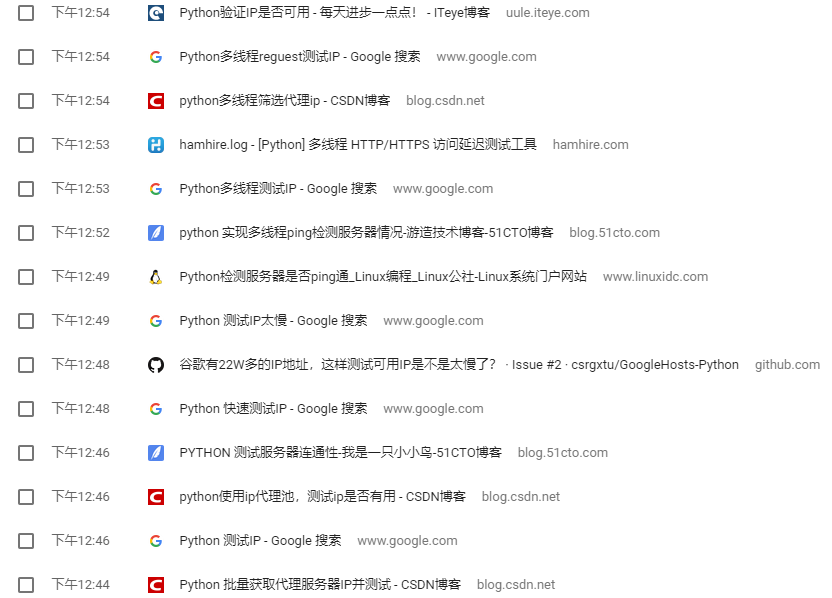 下午12:54 Python验证IP是否可用 - 每天进步一点点！ - ITeye博客 uule.iteye.com
下午12:54 Python多线程reguest测试IP - Google 搜索 www.google.com
下午12:54 python多线程筛选代理ip - CSDN博客 blog.csdn.net
下午12:53 hamhire.log - [Python] 多线程 HTTP/HTTPS 访问延迟测试工具 hamhire.com
下午12:53 Python多线程测试IP - Google 搜索 www.google.com
下午12:52 python 实现多线程ping检测服务器情况-游造技术博客-51CTO博客 blog.51cto.com
下午12:49 Python检测服务器是否ping通_Linux编程_Linux公社-Linux系统门户网站 www.linuxidc.com
下午12:49 Python 测试IP太慢 - Google 搜索 www.google.com
下午12:48 谷歌有22W多的IP地址，这样测试可用IP是不是太慢了？ · Issue #2 · csrgxtu/GoogleHosts-Python github.com
下午12:48 Python 快速测试IP - Google 搜索 www.google.com
下午12:46 PYTHON 测试服务器连通性-我是一只小小鸟-51CTO博客 blog.51cto.com
下午12:46 python使用ip代理池，测试ip是否有用 - CSDN博客 blog.csdn.net
下午12:46 Python 测试IP - Google 搜索 www.google.com
下午12:44 Python 批量获取代理服务器IP并测试 - CSDN博客 blog.csdn.net